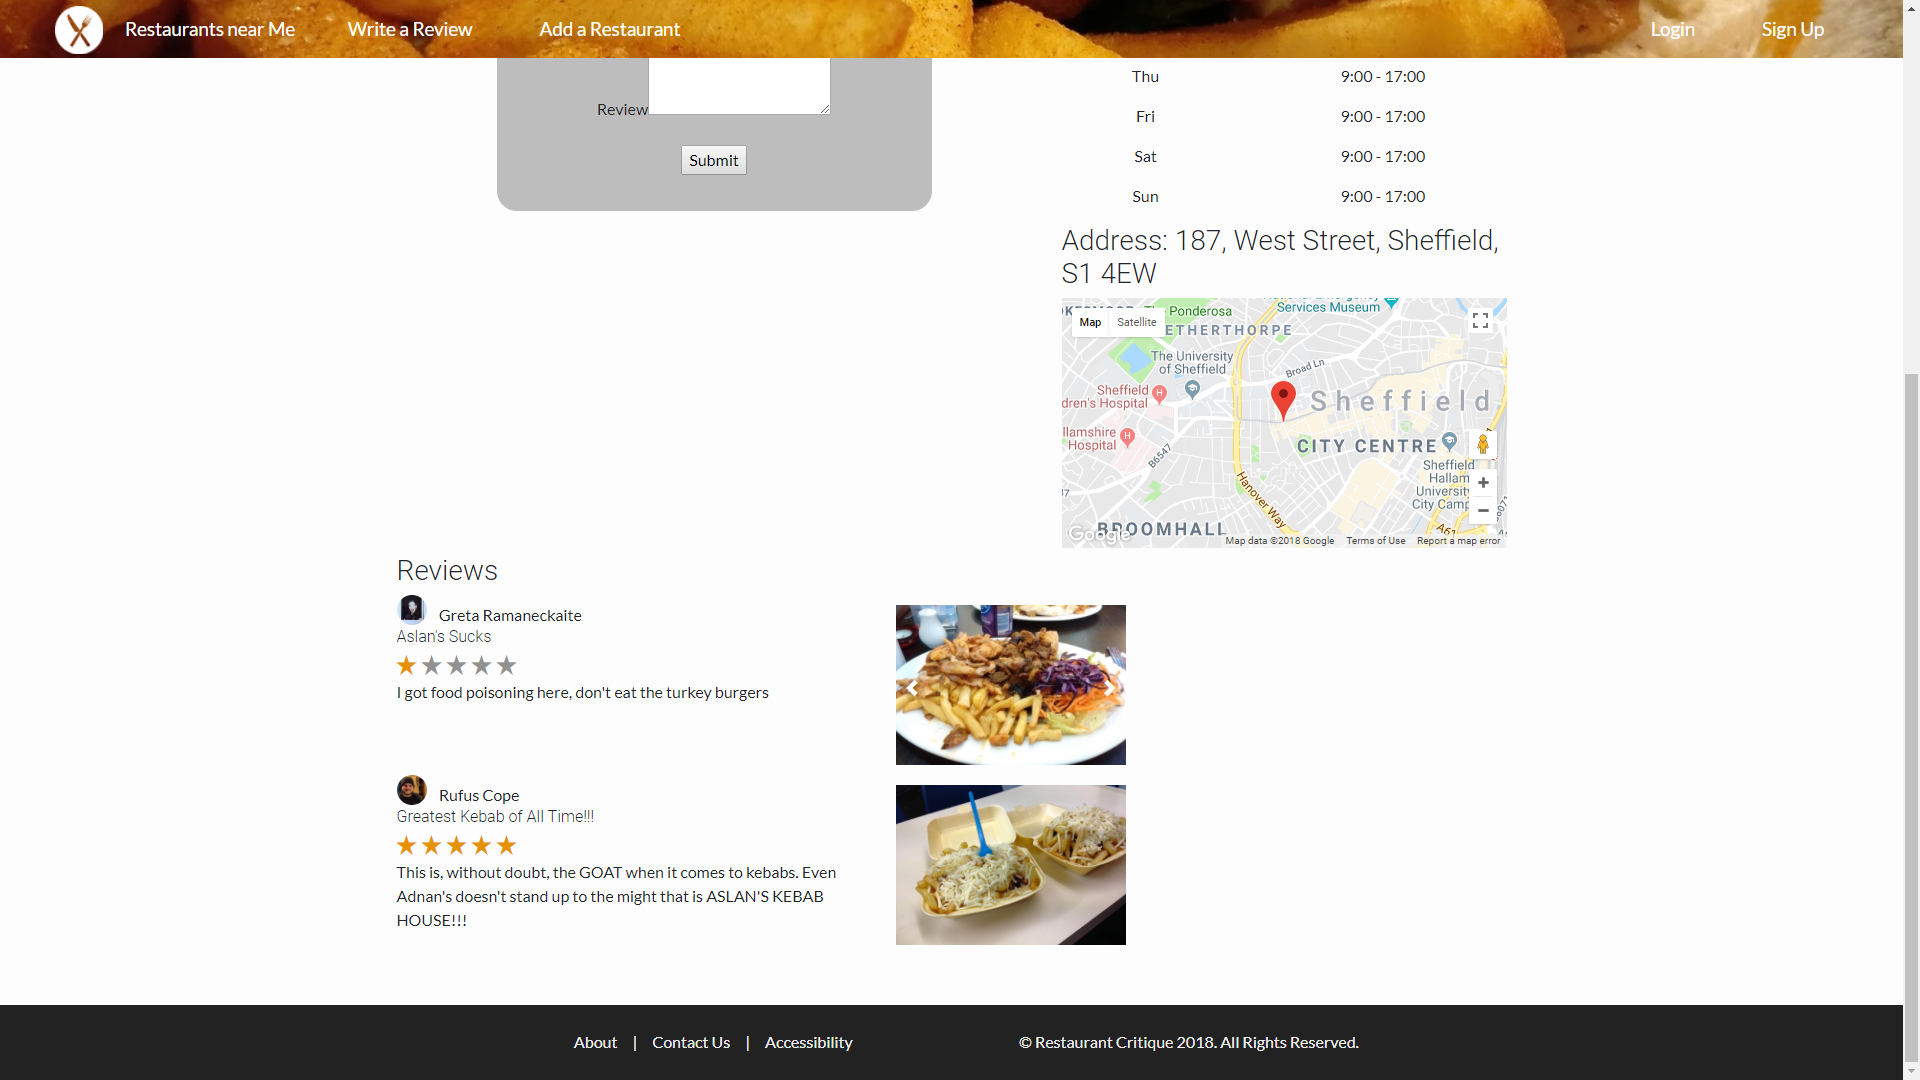 Restaurants near Me
Write a Review
Add a Restaurant
Login
Sign Up
Review
Submit
Thu 9:00 - 17:00
Fri 9:00 - 17:00
Sat 9:00 - 17:00
Sun 9:00 - 17:00
Address: 187, West Street, Sheffield,
S1 4EW
Services Museum
Ponderosa
Map
Satellite
ETHERTHORPE
The University
of Sheffield
Broad Ln
Sheffield
dren's Hospital
Sheffield
llamshire
Hospital
CITY CENTRE
B6547
Sheffield
Hallam
University
City Camp
Hanover Way
BROOMHALL
A61
Google
Map data ©2018 Google
Terms of Use
Report a map error
Reviews
Greta Ramaneckaite
Aslan's Sucks
I got food poisoning here, don't eat the turkey burgers
Rufus Cope
Greatest Kebab of All Time!!!
This is, without doubt, the GOAT when it comes to kebabs. Even
Adnan's doesn't stand up to the might that is ASLAN'S KEBAB
HOUSE!!!
About | Contact Us | Accessibility
© Restaurant Critique 2018. All Rights Reserved.